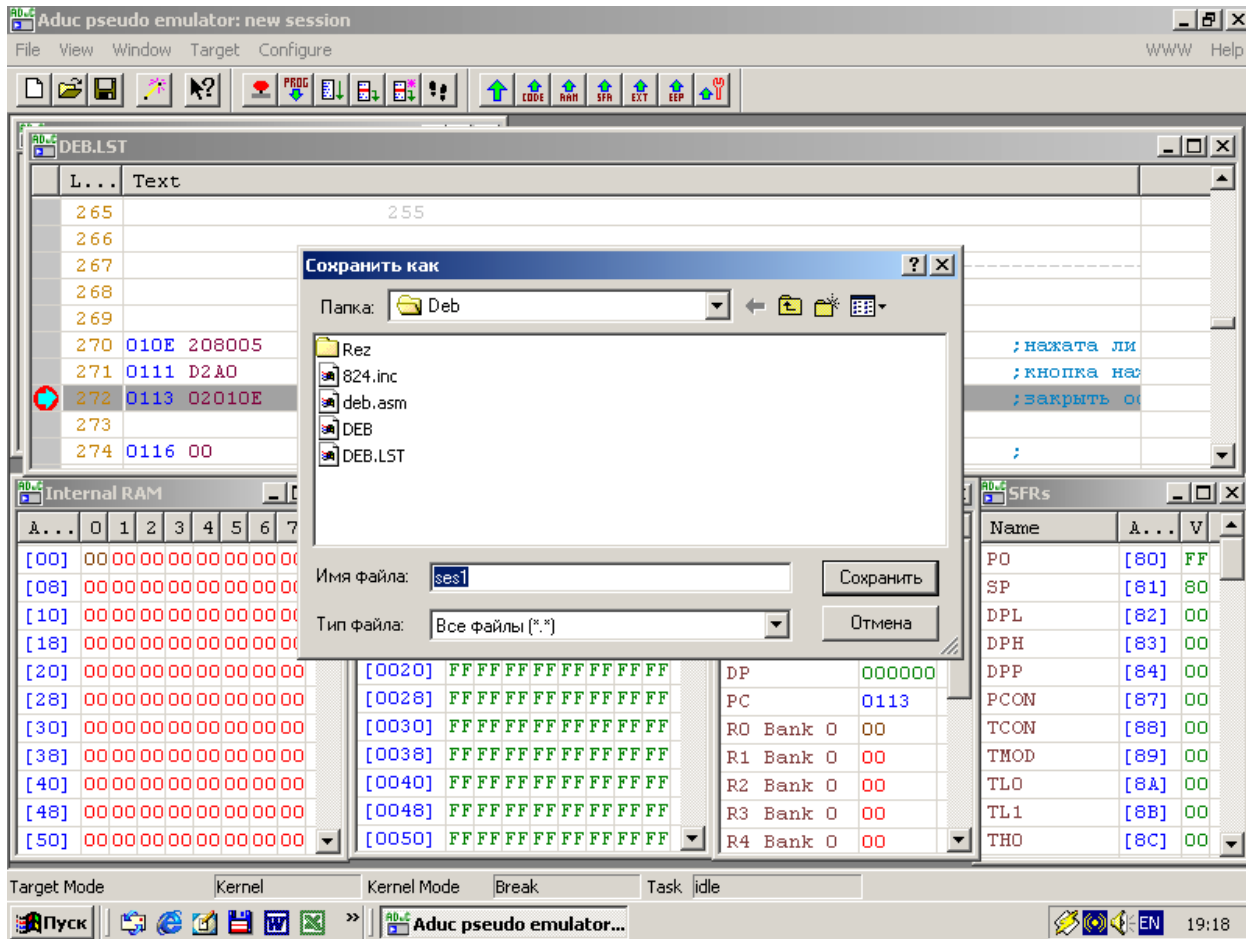 Aduc pseudo emulator: new session
File View Window Target Configure WWW Help
PROG CODE RAM SFR EXT EEP
DEB.LST
L... Text
265 255
266
267
268
269
270 010E 208005 ;нажата ли
271 0111 D2A0 ;кнопка
272 0113 02010E ;закрыть
273
274 0116 00 ;
Сохранить как
Папка: Deb
Rez
824.inc
deb.asm
DEB
DEB.LST
Имя файла: ses1 Сохранить
Тип файла: Все файлы (*.*) Отмена
Internal RAM
A... 0 1 2 3 4 5 6 7
[00] 00 00 00 00 00 00 00
[08] 00 00 00 00 00 00 00
[10] 00 00 00 00 00 00 00
[18] 00 00 00 00 00 00 00
[20] 00 00 00 00 00 00 00 00
[28] 00 00 00 00 00 00 00 00
[30] 00 00 00 00 00 00 00 00
[38] 00 00 00 00 00 00 00 00
[40] 00 00 00 00 00 00 00 00
[48] 00 00 00 00 00 00 00 00
[50] 00 00 00 00 00 00 00 00
[0020] FF FF FF FF FF FF FF FF
[0028] FF FF FF FF FF FF FF FF
[0030] FF FF FF FF FF FF FF FF
[0038] FF FF FF FF FF FF FF FF
[0040] FF FF FF FF FF FF FF FF
[0048] FF FF FF FF FF FF FF FF
[0050] FF FF FF FF FF FF FF FF
DP 000000
PC 0113
R0 Bank 0 00
R1 Bank 0 00
R2 Bank 0 00
R3 Bank 0 00
R4 Bank 0 00
SFRs
Name A... V
P0 [80] FF
SP [81] 80
DPL [82] 00
DPH [83] 00
DPP [84] 00
PCON [87] 00
TCON [88] 00
TMOD [89] 00
TL0 [8A] 00
TL1 [8B] 00
TH0 [8C] 00
Target Mode Kernel Kernel Mode Break Task idle
Пуск Aduc pseudo emulator... EN 19:18